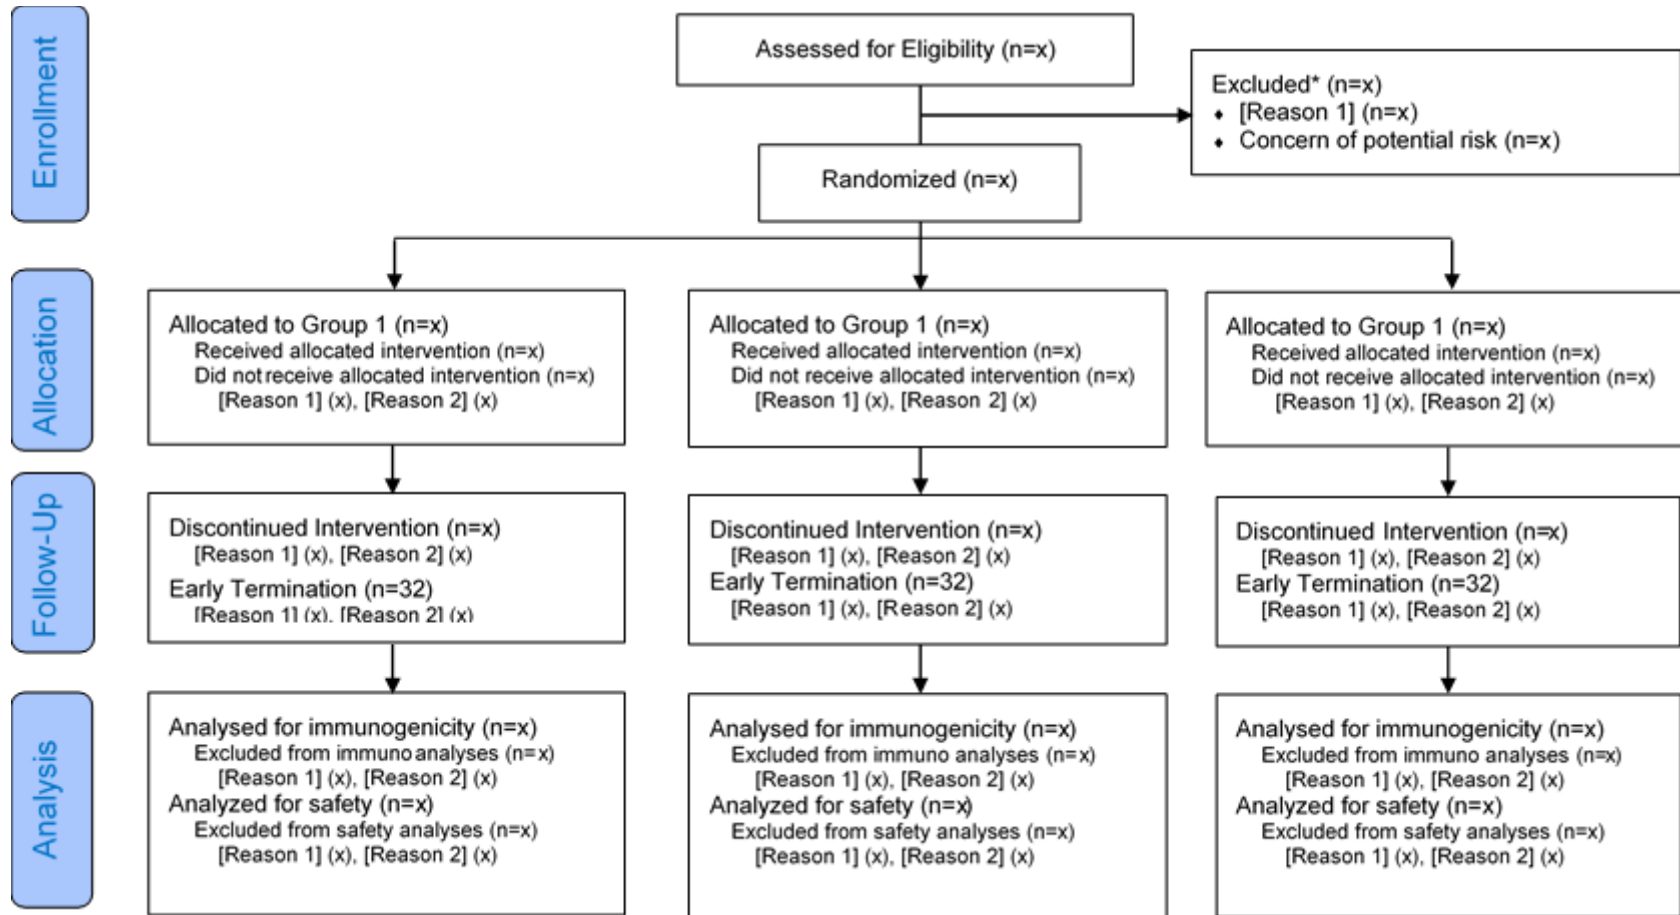 Enrollment
Assessed for Eligibility (n=x)
Excluded* (n=x)
♦ [Reason 1] (n=x)
♦ Concern of potential risk (n=x)
Randomized (n=x)
Allocation
Allocated to Group 1 (n=x)
Received allocated intervention (n=x)
Did not receive allocated intervention (n=x)
[Reason 1] (x), [Reason 2] (x)
Allocated to Group 1 (n=x)
Received allocated intervention (n=x)
Did not receive allocated intervention (n=x)
[Reason 1] (x), [Reason 2] (x)
Allocated to Group 1 (n=x)
Received allocated intervention (n=x)
Did not receive allocated intervention (n=x)
[Reason 1] (x), [Reason 2] (x)
Follow-Up
Discontinued Intervention (n=x)
[Reason 1] (x), [Reason 2] (x)
Early Termination (n=32)
[Reason 1] (x), [Reason 2] (x)
Discontinued Intervention (n=x)
[Reason 1] (x), [Reason 2] (x)
Early Termination (n=32)
[Reason 1] (x), [Reason 2] (x)
Discontinued Intervention (n=x)
[Reason 1] (x), [Reason 2] (x)
Early Termination (n=32)
[Reason 1] (x), [Reason 2] (x)
Analysis
Analysed for immunogenicity (n=x)
Excluded from immuno analyses (n=x)
[Reason 1] (x), [Reason 2] (x)
Analyzed for safety (n=x)
Excluded from safety analyses (n=x)
[Reason 1] (x), [Reason 2] (x)
Analysed for immunogenicity (n=x)
Excluded from immuno analyses (n=x)
[Reason 1] (x), [Reason 2] (x)
Analyzed for safety (n=x)
Excluded from safety analyses (n=x)
[Reason 1] (x), [Reason 2] (x)
Analysed for immunogenicity (n=x)
Excluded from immuno analyses (n=x)
[Reason 1] (x), [Reason 2] (x)
Analyzed for safety (n=x)
Excluded from safety analyses (n=x)
[Reason 1] (x), [Reason 2] (x)